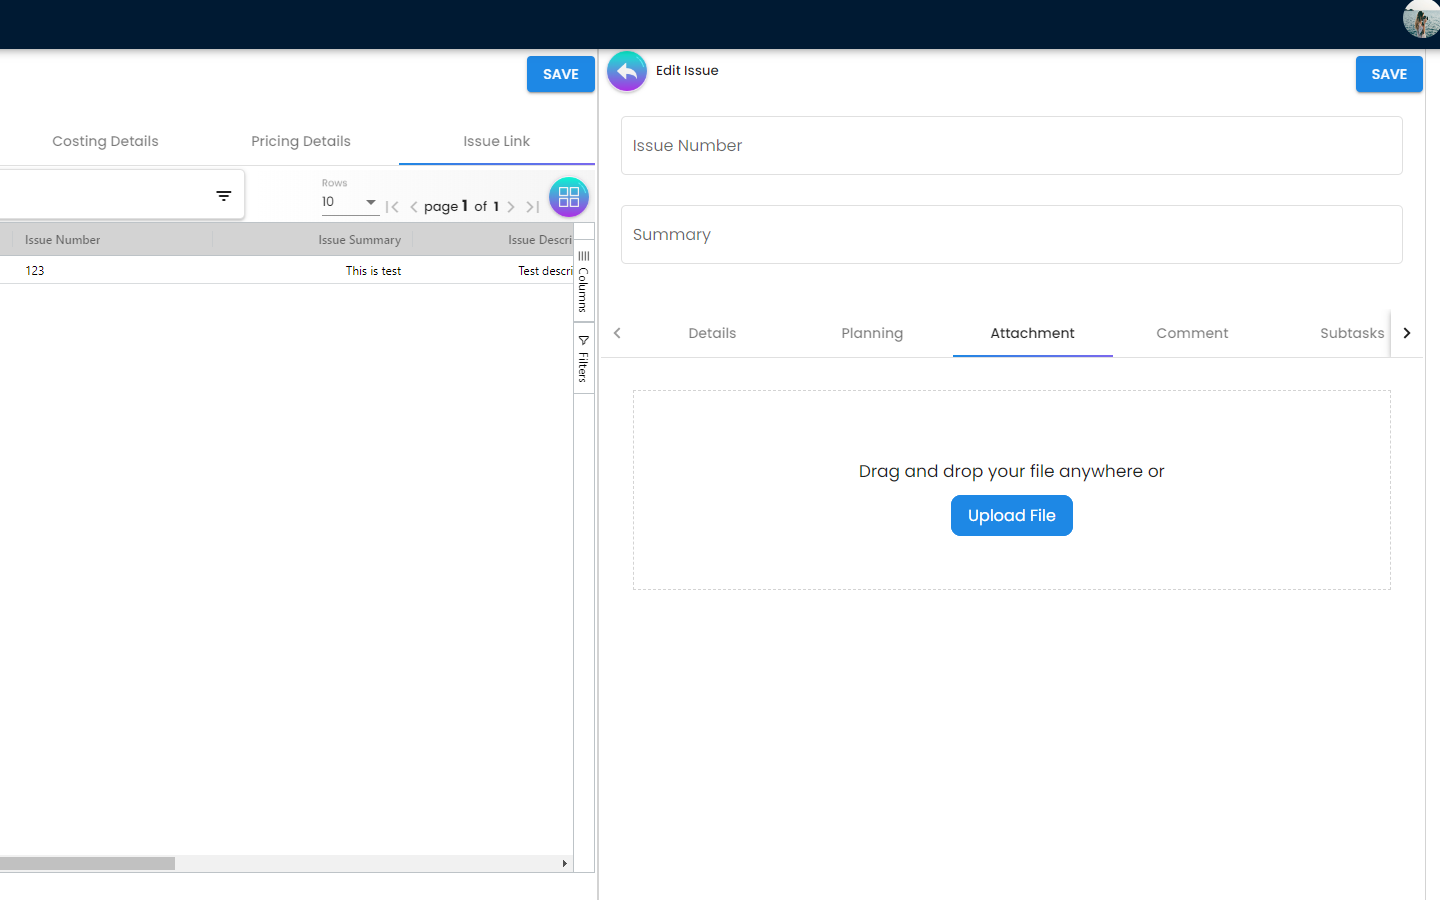 SAVE
Costing Details
Pricing Details
Issue Link
Rows
10
page 1 of 1
Issue Number
Issue Summary
Issue Descri
123
This is test
Test descri
Columns
Filters
Edit Issue
SAVE
Issue Number
Summary
Details
Planning
Attachment
Comment
Subtasks
Drag and drop your file anywhere or
Upload File